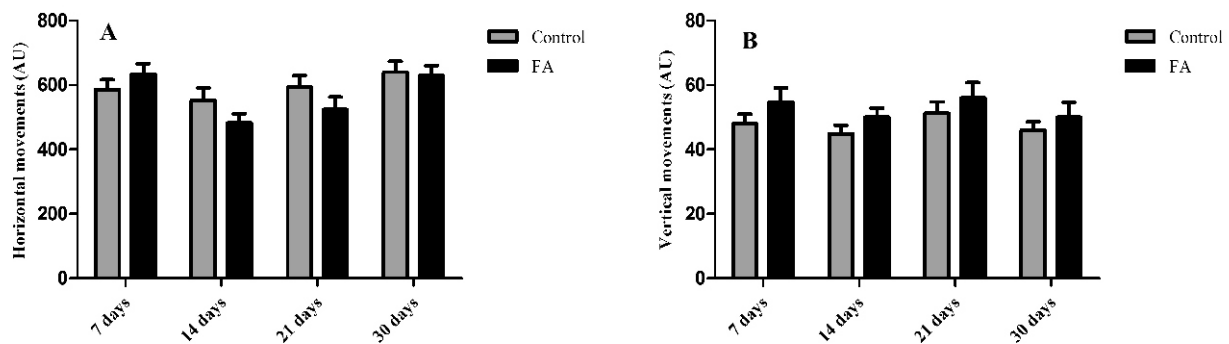 A
Horizontal movements (AU)
800
600
400
200
0
7 days
14 days
21 days
30 days
Control
FA
B
Vertical movements (AU)
80
60
40
20
0
7 days
14 days
21 days
30 days
Control
FA